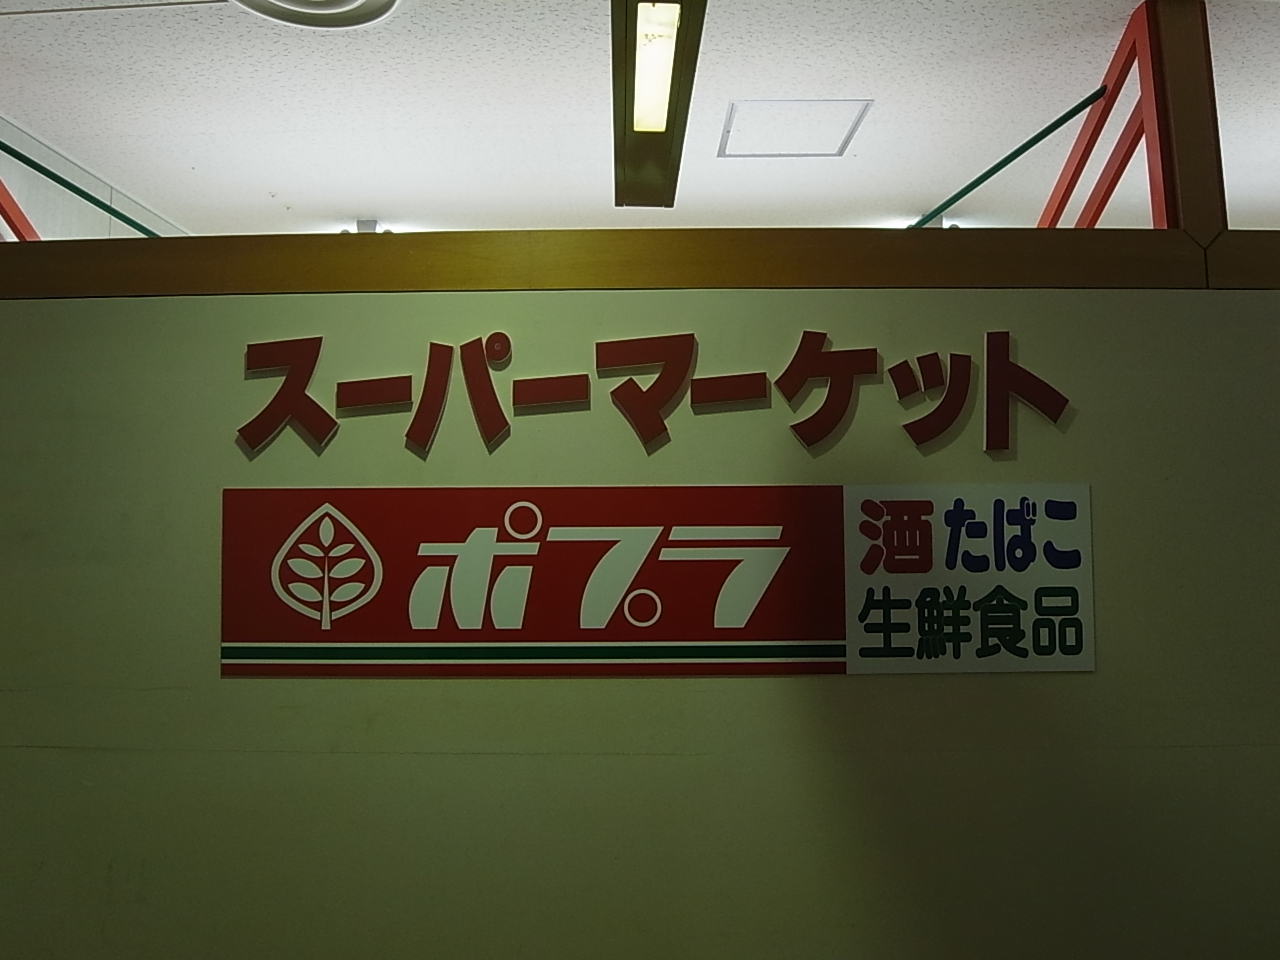 スーパーマーケット
ポプラ
酒 たばこ
生鮮食品